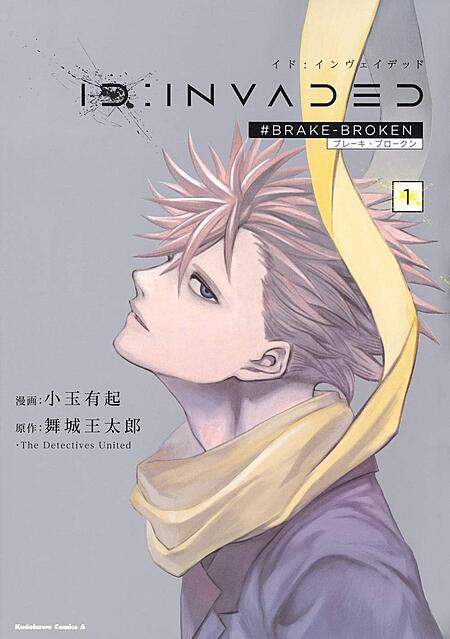 イド:インヴェイデッド
ID:INVADED
#BRAKE-BROKEN
ブレーキ・ブロークン
1
漫画:小玉有起
原作:舞城王太郎
・The Detectives United
Kadokawa Comics A